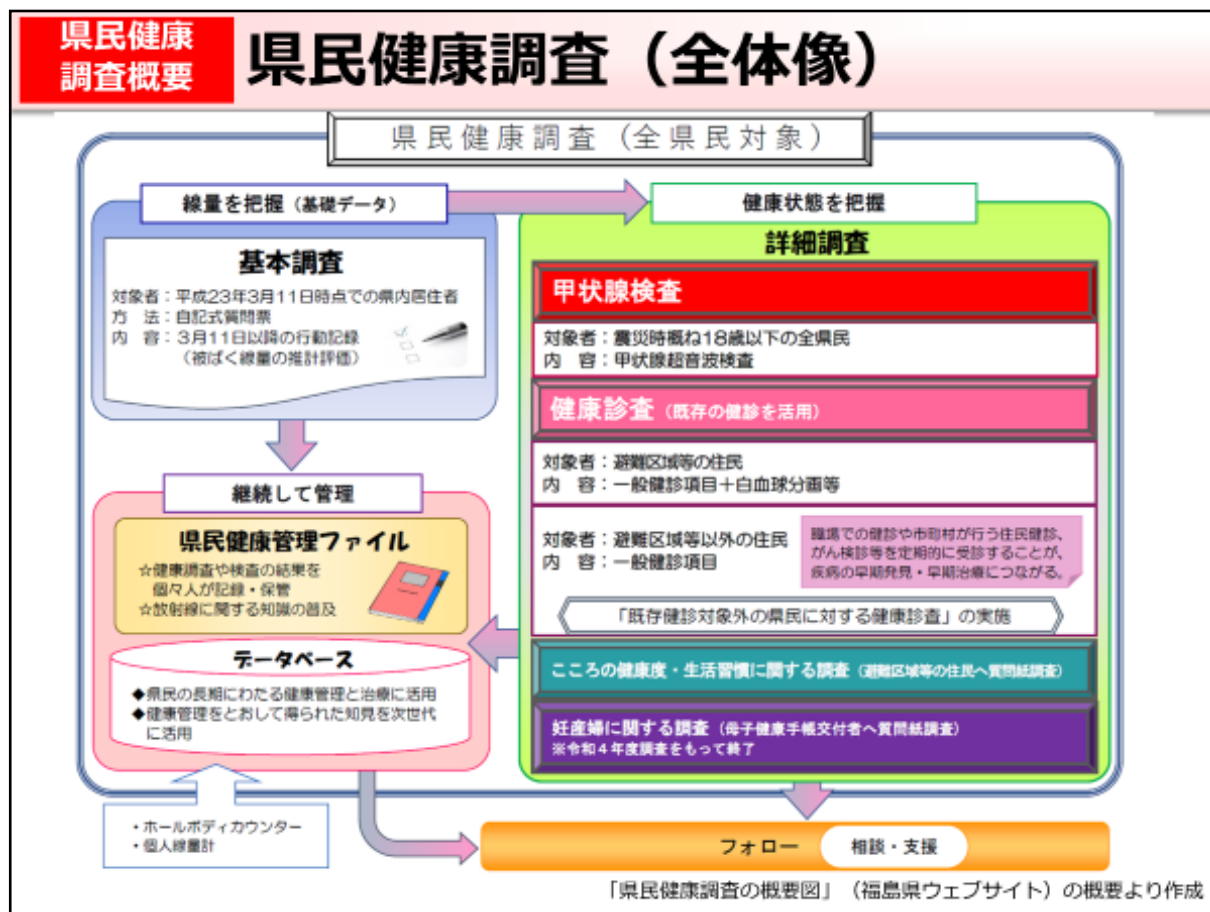 県民健康
調査概要
県民健康調査（全体像）
県民健康調査（全県民対象）
線量を把握（基礎データ）
基本調査
対象者：平成23年3月11日時点での県内居住者
方　法：自記式質問票
内　容：3月11日以降の行動記録
（被ばく線量の推計評価）
健康状態を把握
詳細調査
甲状腺検査
対象者：震災時概ね18歳以下の全県民
内　容：甲状腺超音波検査
健康診査（既存の健診を活用）
対象者：避難区域等の住民
内　容：一般健診項目＋白血球分画等
対象者：避難区域等以外の住民
内　容：一般健診項目
職場での健診や市町村が行う住民健診、
がん検診等を定期的に受診することが、
疾病の早期発見・早期治療につながる。
「既存健診対象外の県民に対する健康診査」の実施
こころの健康度・生活習慣に関する調査（避難区域等の住民へ質問紙調査）
妊産婦に関する調査（母子健康手帳交付者へ質問紙調査）
※令和4年度調査をもって終了
継続して管理
県民健康管理ファイル
☆健康調査や検査の結果を
個々人が記録・保管
☆放射線に関する知識の普及
データベース
◆県民の長期にわたる健康管理と治療に活用
◆健康管理をとおして得られた知見を次世代
に活用
・ホールボディカウンター
・個人線量計
フォロー　相談・支援
「県民健康調査の概要図」（福島県ウェブサイト）の概要より作成